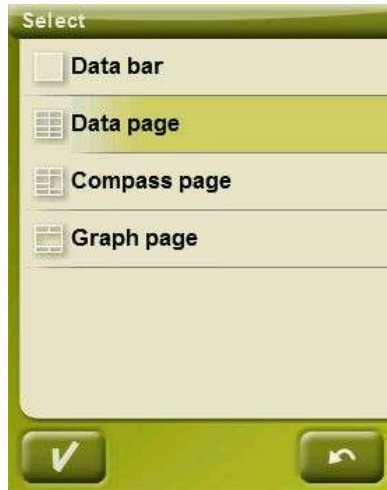 Select
Data bar
Data page
Compass page
Graph page